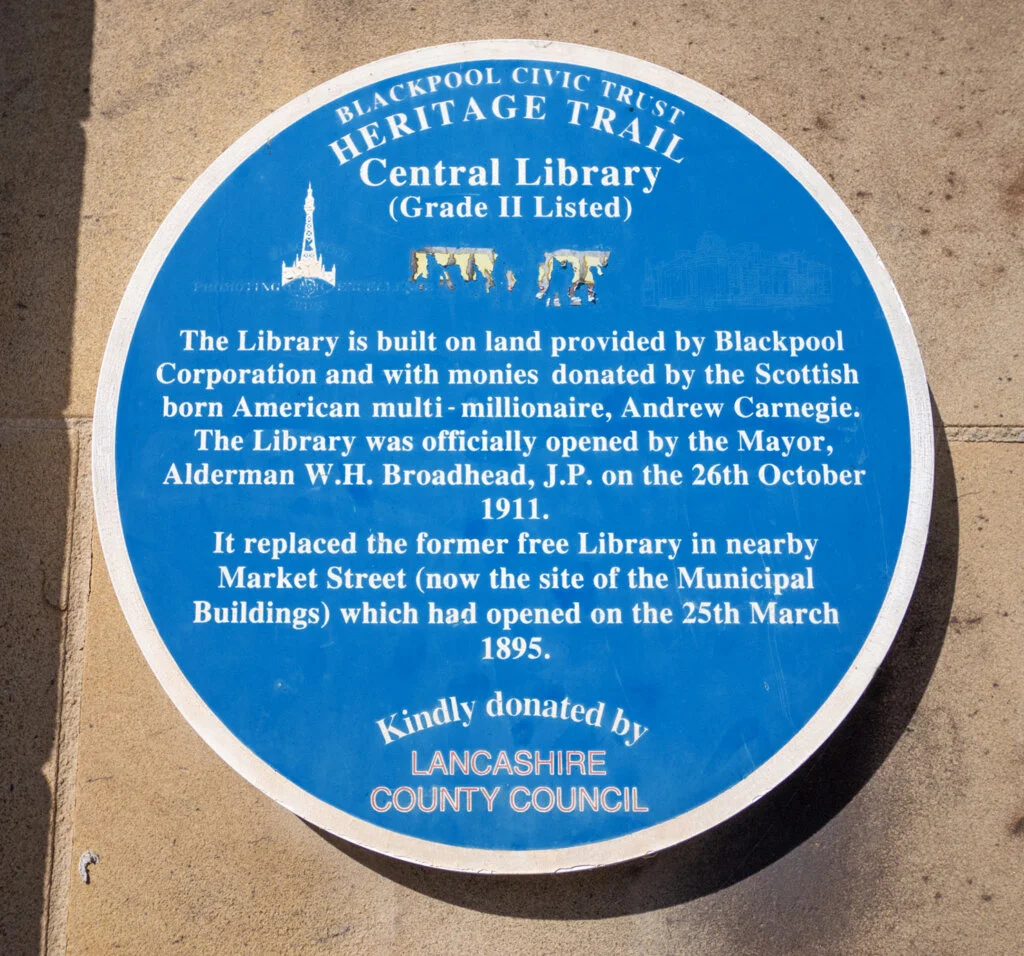 BLACKPOOL CIVIC TRUST
HERITAGE TRAIL
Central Library
(Grade II Listed)
PROMOTING
The Library is built on land provided by Blackpool
Corporation and with monies donated by the Scottish
born American multi-millionaire, Andrew Carnegie.
The Library was officially opened by the Mayor,
Alderman W.H. Broadhead, J.P. on the 26th October
1911.
It replaced the former free Library in nearby
Market Street (now the site of the Municipal
Buildings) which had opened on the 25th March
1895.
Kindly donated by
LANCASHIRE
COUNTY COUNCIL